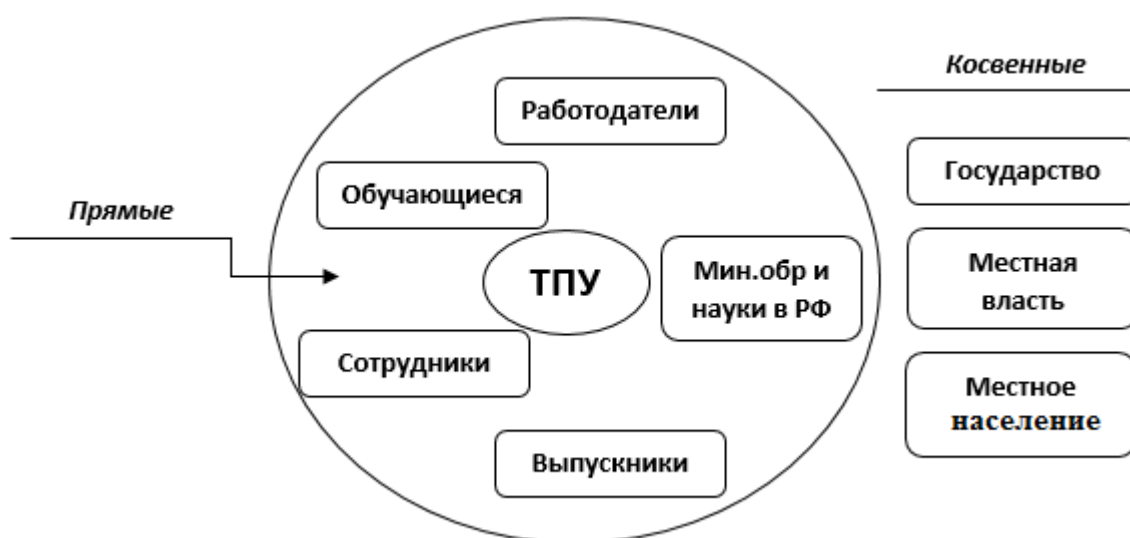 Косвенные
Работодатели
Государство
Обучающиеся
Прямые
Мин.обр и
науки в РФ
ТПУ
Местная
власть
Сотрудники
Местное
население
Выпускники